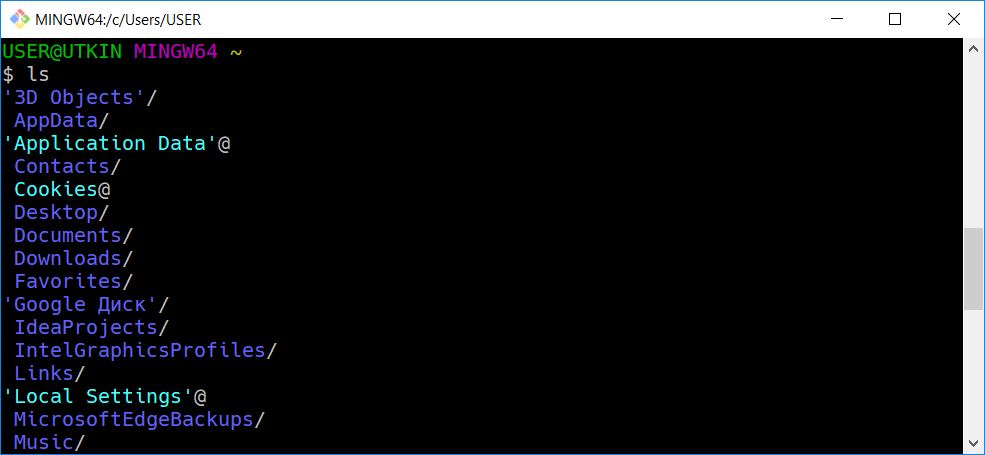 MINGW64:/c/Users/USER
USER@UTKIN MINGW64 ~
$ ls
'3D Objects'/
 AppData/
'Application Data'@
 Contacts/
 Cookies@
 Desktop/
 Documents/
 Downloads/
 Favorites/
'Google Диск'/
 IdeaProjects/
 IntelGraphicsProfiles/
 Links/
'Local Settings'@
 MicrosoftEdgeBackups/
 Music/